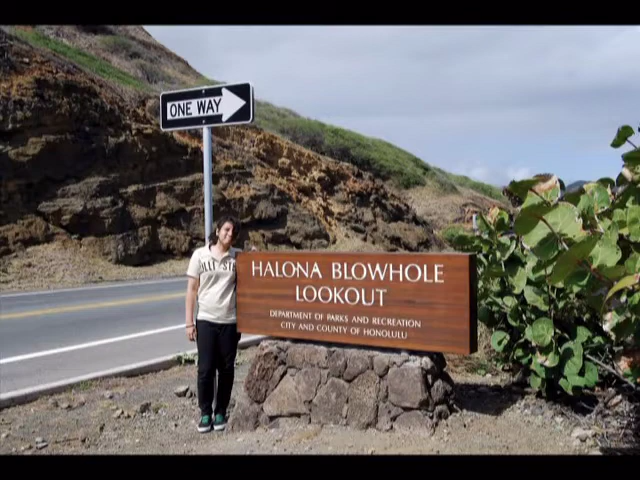 ONE WAY
HALONA BLOWHOLE
LOOKOUT
DEPARTMENT OF PARKS AND RECREATION
CITY AND COUNTY OF HONOLULU